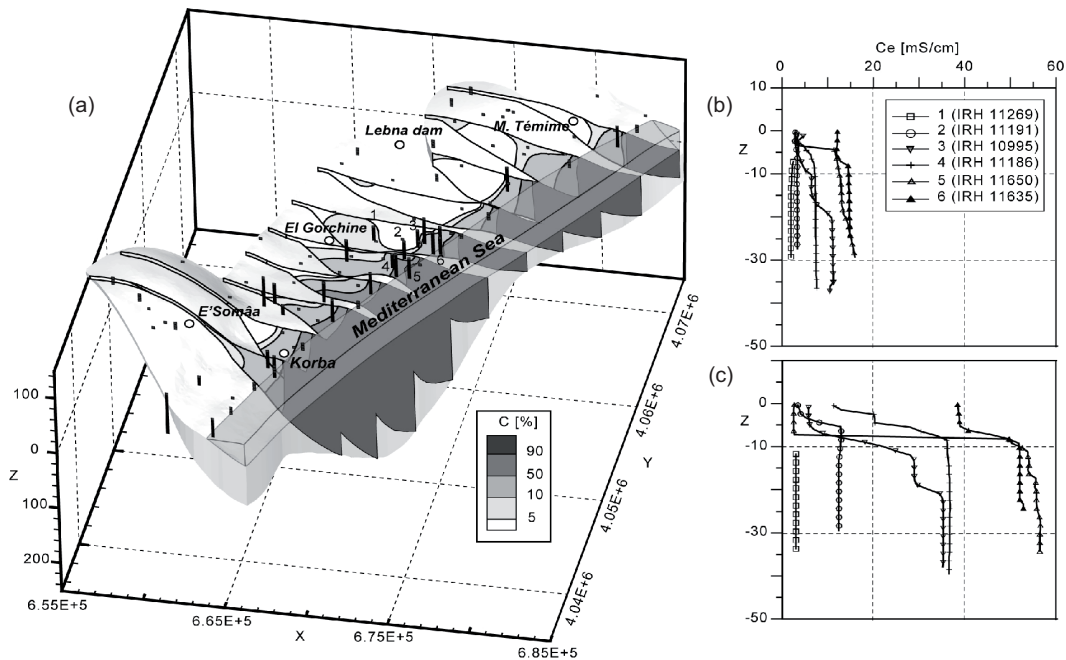 (a)
Lebna dam
M. Témime
El Gorchine
1
2
3
4
5
6
E'Somâa
Korba
Mediterranean Sea
C [%]
90
50
10
5
100
0
100
200
Z
6.55E+5
6.65E+5
X
6.75E+5
6.85E+5
4.04E+6
4.05E+6
Y
4.06E+6
4.07E+6
(b)
Ce [mS/cm]
0 20 40 60
10
0
Z
-10
-30
-50
1 (IRH 11269)
2 (IRH 11191)
3 (IRH 10995)
4 (IRH 11186)
5 (IRH 11650)
6 (IRH 11635)
(c)
0
Z
-10
-30
-50